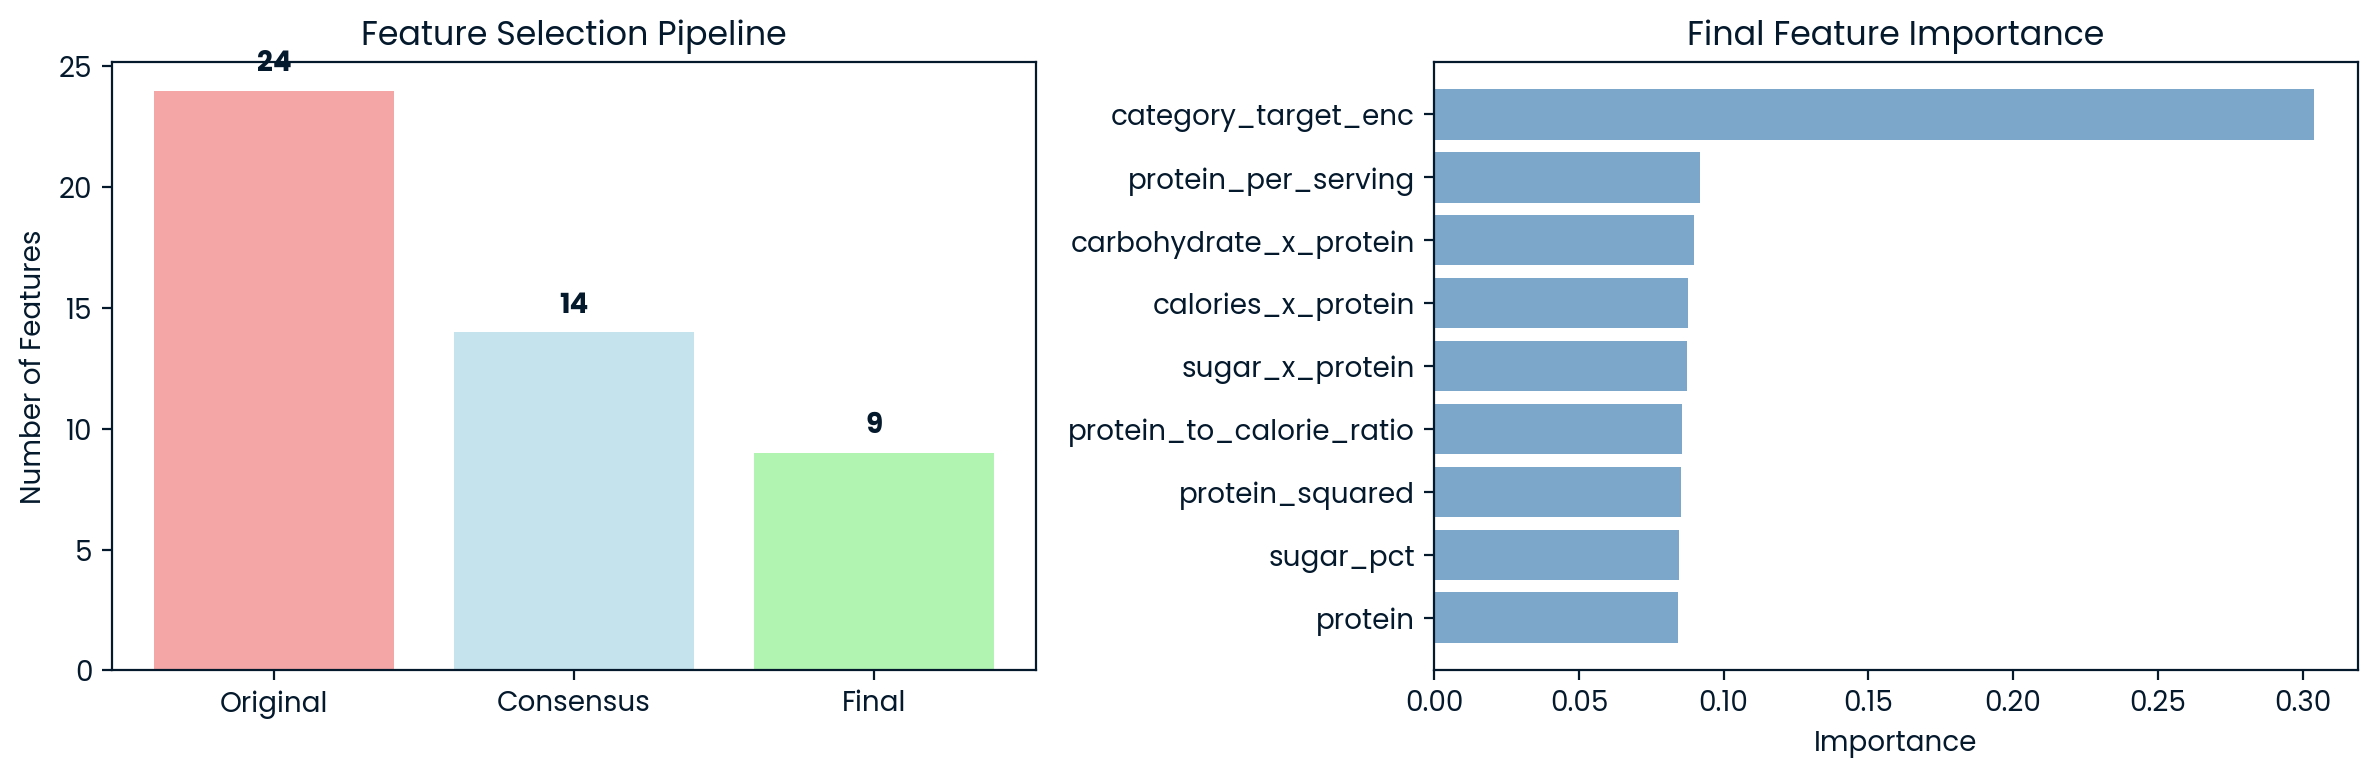 Feature Selection Pipeline
Number of Features
25
20
15
10
5
0
24
14
9
Original
Consensus
Final
Final Feature Importance
category_target_enc
protein_per_serving
carbohydrate_x_protein
calories_x_protein
sugar_x_protein
protein_to_calorie_ratio
protein_squared
sugar_pct
protein
0.00 0.05 0.10 0.15 0.20 0.25 0.30
Importance